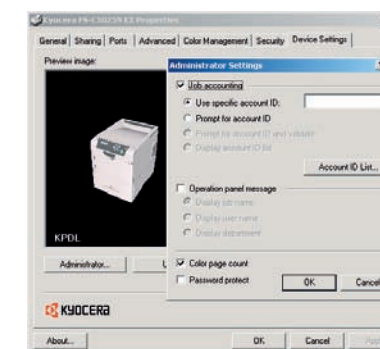 Kyocera FS-C5025N KX Properties
General Sharing Ports Advanced Color Management Security Device Settings
Preview image:
KPDL
Administrator...
KYOCERA
About...
OK Cancel
Administrator Settings
Job accounting
Use specific account ID:
Prompt for account ID
Prompt for account ID and validate
Display account ID list
Account ID List...
Operation panel message
Display job name
Display user name
Display department
Color page count
Password protect
OK Cancel